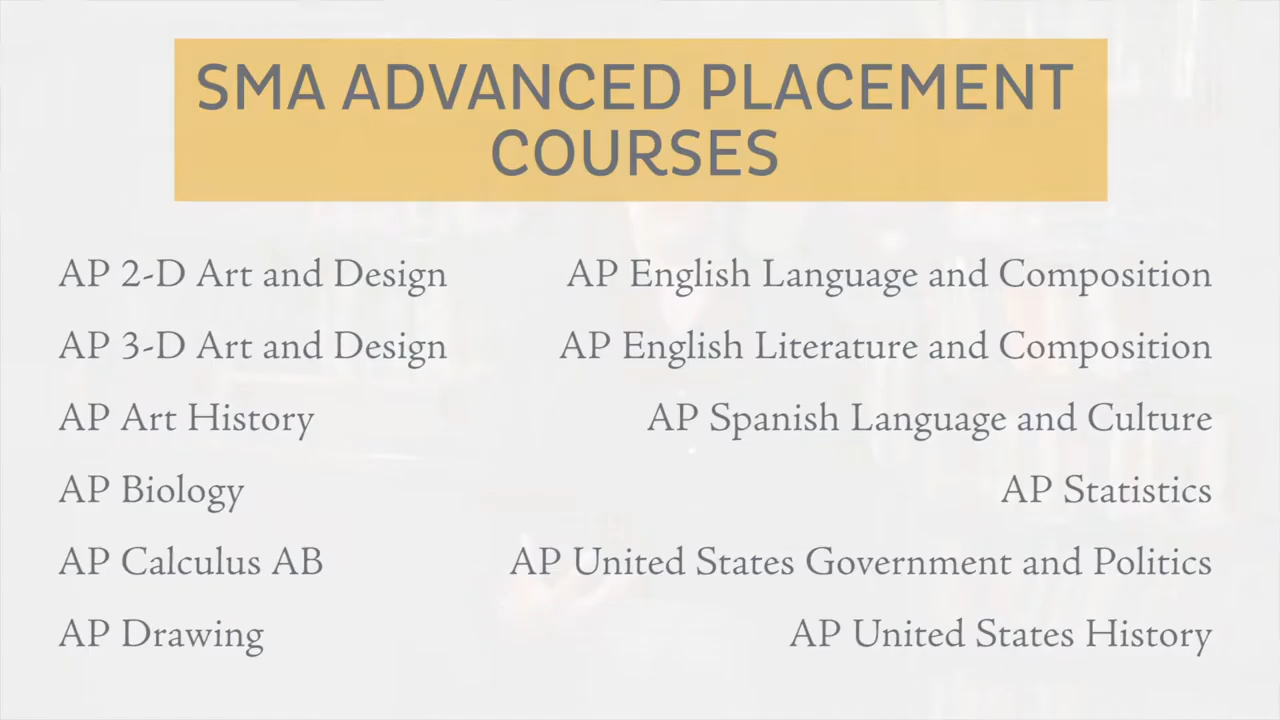 SMA ADVANCED PLACEMENT
COURSES
AP 2-D Art and Design
AP 3-D Art and Design
AP Art History
AP Biology
AP Calculus AB
AP Drawing
AP English Language and Composition
AP English Literature and Composition
AP Spanish Language and Culture
AP Statistics
AP United States Government and Politics
AP United States History